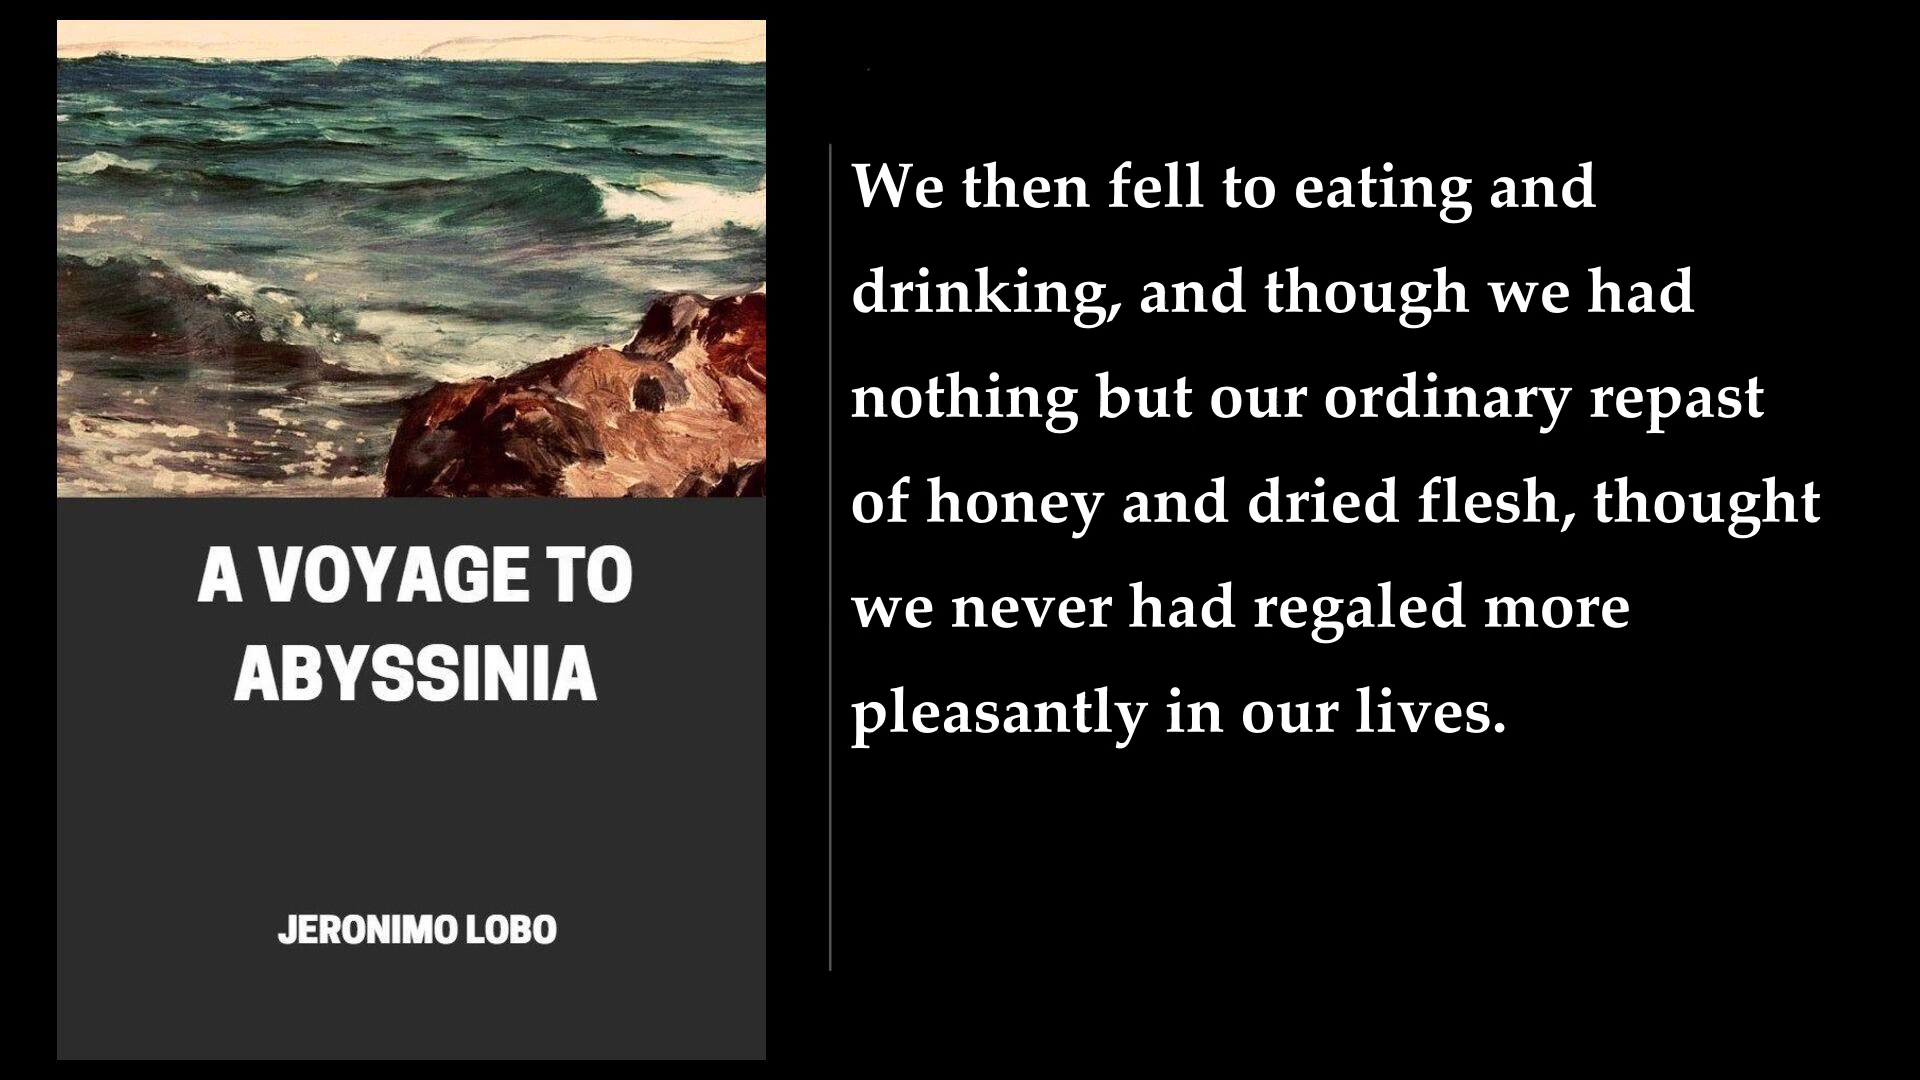 A VOYAGE TO
ABYSSINIA
JERONIMO LOBO
We then fell to eating and
drinking, and though we had
nothing but our ordinary repast
of honey and dried flesh, thought
we never had regaled more
pleasantly in our lives.